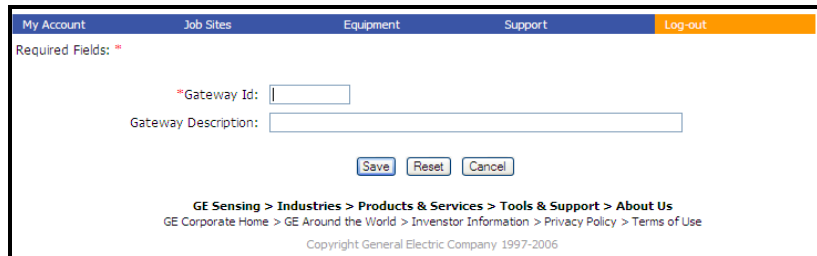 My Account Job Sites Equipment Support Log-out
Required Fields: *
*Gateway Id:
Gateway Description:
Save Reset Cancel
GE Sensing > Industries > Products & Services > Tools & Support > About Us
GE Corporate Home > GE Around the World > Invenstor Information > Privacy Policy > Terms of Use
Copyright General Electric Company 1997-2006